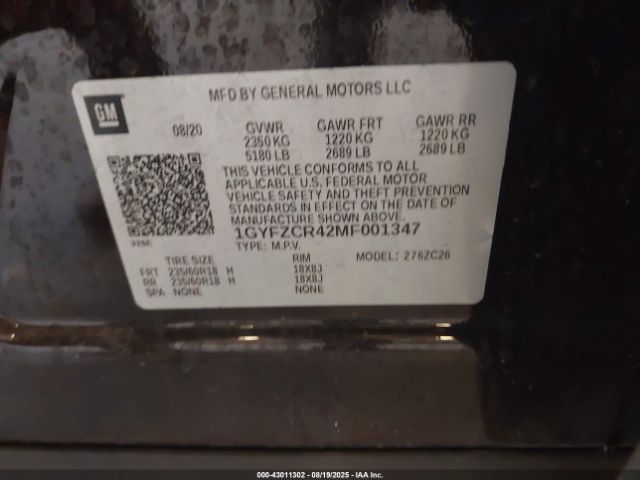 MFD BY GENERAL MOTORS LLC
GM
08/20 GVWR GAWR FRT GAWR RR
2350 KG 1220 KG 1220 KG
5180 LB 2689 LB 2689 LB
THIS VEHICLE CONFORMS TO ALL
APPLICABLE U.S. FEDERAL MOTOR
VEHICLE SAFETY AND THEFT PREVENTION
STANDARDS IN EFFECT ON THE DATE OF
MANUFACTURE SHOWN ABOVE.
1GYFZCR42MF001347
TYPE: M.P.V. MODEL: 276ZC26
TIRE SIZE RIM
FRT 235/60R18 H 18X8J
RR 235/60R18 H 18X8J
SPA NONE NONE
000-43011302 - 08/19/2025 - IAA Inc.